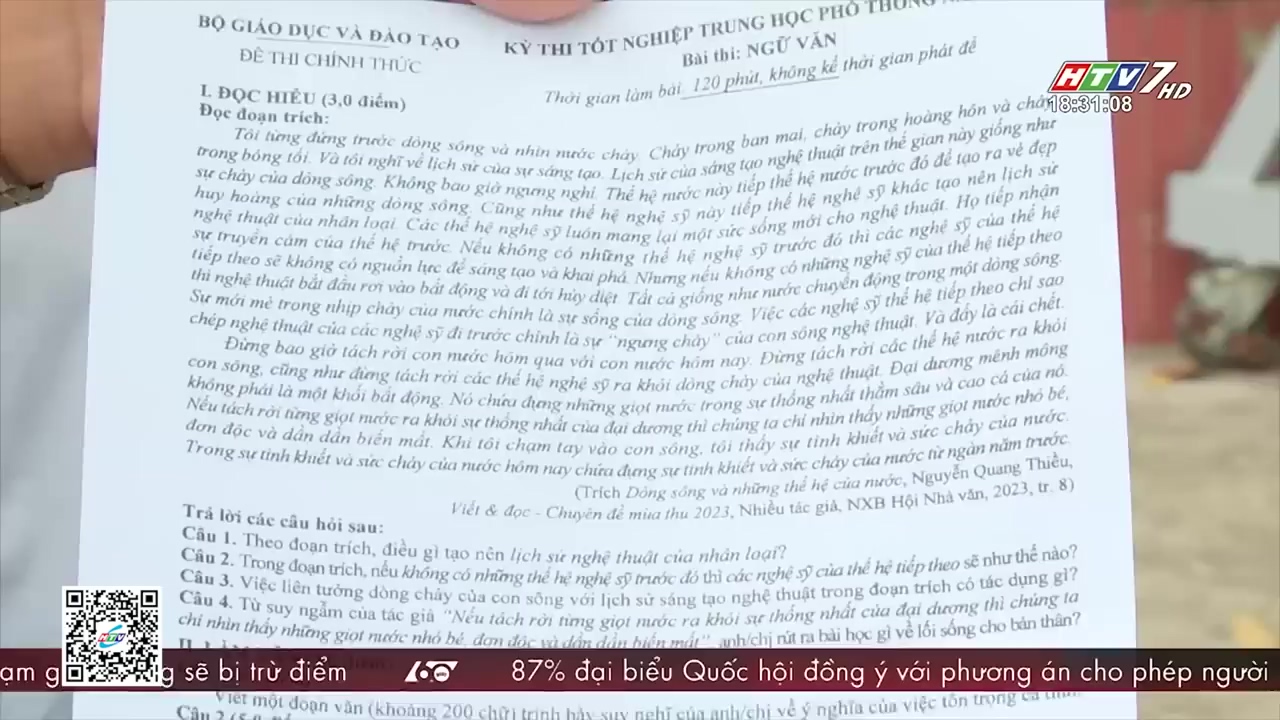 BỘ GIÁO DỤC VÀ ĐÀO TẠO
ĐỀ THI CHÍNH THỨC
KỲ THI TỐT NGHIỆP TRUNG HỌC PHỔ THÔNG
Bài thi: NGỮ VĂN
Thời gian làm bài 120 phút, không kể thời gian phát đề
HTV7 HD
18:31:08
I. ĐỌC HIỂU (3,0 điểm)
Đọc đoạn trích:
Tôi từng đứng trước dòng sông và nhìn nước chảy. Chảy trong ban mai, chảy trong hoàng hôn và chảy
trong bóng tối. Và tôi nghĩ về lịch sử của sự sáng tạo. Lịch sử của sáng tạo nghệ thuật trên thế gian này giống như
sự chảy của dòng sông. Không bao giờ ngưng nghỉ. Thế hệ nước này tiếp thế hệ nước trước đó để tạo ra vẻ đẹp
huy hoàng của những dòng sông. Cũng như thế hệ nghệ sỹ này tiếp thế hệ nghệ sỹ khác tạo nên lịch sử
nghệ thuật của nhân loại. Các thế hệ nghệ sỹ luôn mang lại một sức sống mới cho nghệ thuật. Họ tiếp nhận
sự truyền cảm của thế hệ trước. Nếu không có những thế hệ nghệ sỹ trước đó thì các nghệ sỹ của thế hệ
tiếp theo sẽ không có nguồn lực để sáng tạo và khai phá. Nhưng nếu không có những nghệ sỹ của thế hệ tiếp theo
thì nghệ thuật bắt đầu rơi vào bất động và đi tới hủy diệt. Tất cả giống như nước chuyển động trong một dòng sông.
Sự mới mẻ trong nhịp chảy của nước chính là sự sống của dòng sông. Việc các nghệ sỹ thế hệ tiếp theo chỉ sao
chép nghệ thuật của các nghệ sỹ đi trước chính là sự "ngưng chảy" của con sông nghệ thuật. Và đấy là cái chết.
Đừng bao giờ tách rời con nước hôm qua với con nước hôm nay. Đừng tách rời các thế hệ nước ra khỏi
con sông, cũng như đừng tách rời các thế hệ nghệ sỹ ra khỏi dòng chảy của nghệ thuật. Đại dương mênh mông
không phải là một khối bất động. Nó chứa đựng những giọt nước trong sự thống nhất thẳm sâu và cao cả của nó.
Nếu tách rời từng giọt nước ra khỏi sự thống nhất của đại dương thì chúng ta chỉ nhìn thấy những giọt nước nhỏ bé,
đơn độc và dần dần biến mất. Khi tôi chạm tay vào con sông, tôi thấy sự tinh khiết và sức chảy của nước.
Trong sự tinh khiết và sức chảy của nước hôm nay chứa đựng sự tinh khiết và sức chảy của nước từ ngàn năm trước.
(Trích Dòng sông và những thế hệ của nước, Nguyễn Quang Thiều,
Viết & đọc - Chuyên đề mùa thu 2023, Nhiều tác giả, NXB Hội Nhà văn, 2023, tr. 8)
Trả lời các câu hỏi sau:
Câu 1. Theo đoạn trích, điều gì tạo nên lịch sử nghệ thuật của nhân loại?
Câu 2. Trong đoạn trích, nếu không có những thế hệ nghệ sỹ trước đó thì các nghệ sỹ của thế hệ tiếp theo sẽ như thế nào?
Câu 3. Việc liên tưởng dòng chảy của con sông với lịch sử sáng tạo nghệ thuật trong đoạn trích có tác dụng gì?
Câu 4. Từ suy ngẫm của tác giả "Nếu tách rời từng giọt nước ra khỏi sự thống nhất của đại dương thì chúng ta
chỉ nhìn thấy những giọt nước nhỏ bé, đơn độc và dần dần biến mất", anh/chị rút ra bài học gì về lối sống cho bản thân?
HTV
sẽ bị trừ điểm
60
87% đại biểu Quốc hội đồng ý với phương án cho phép người
Viết một đoạn văn (khoảng 200 chữ) trình bày suy nghĩ của anh/chị về ý nghĩa của việc tôn trọng cá tính.